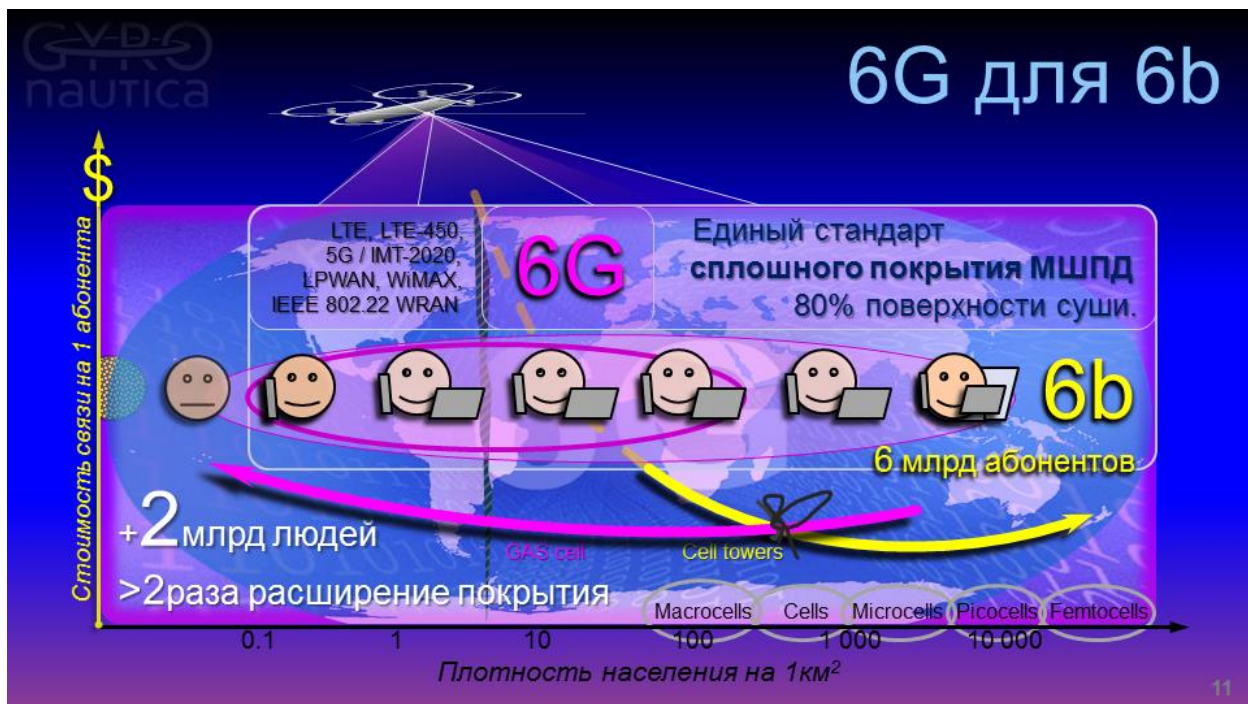 GYRO
nautica
6G для 6b
$
Стоимость связи на 1 абонента
LTE, LTE-450,
5G / IMT-2020,
LPWAN, WiMAX,
IEEE 802.22 WRAN
6G
Единый стандарт
сплошного покрытия МШПД
80% поверхности суши.
6b
6 млрд абонентов
+2 млрд людей
GAS cell
Cell towers
>2раза расширение покрытия
Macrocells
Cells
Microcells
Picocells
Femtocells
0.1 1 10 100 1 000 10 000
Плотность населения на 1км²
11